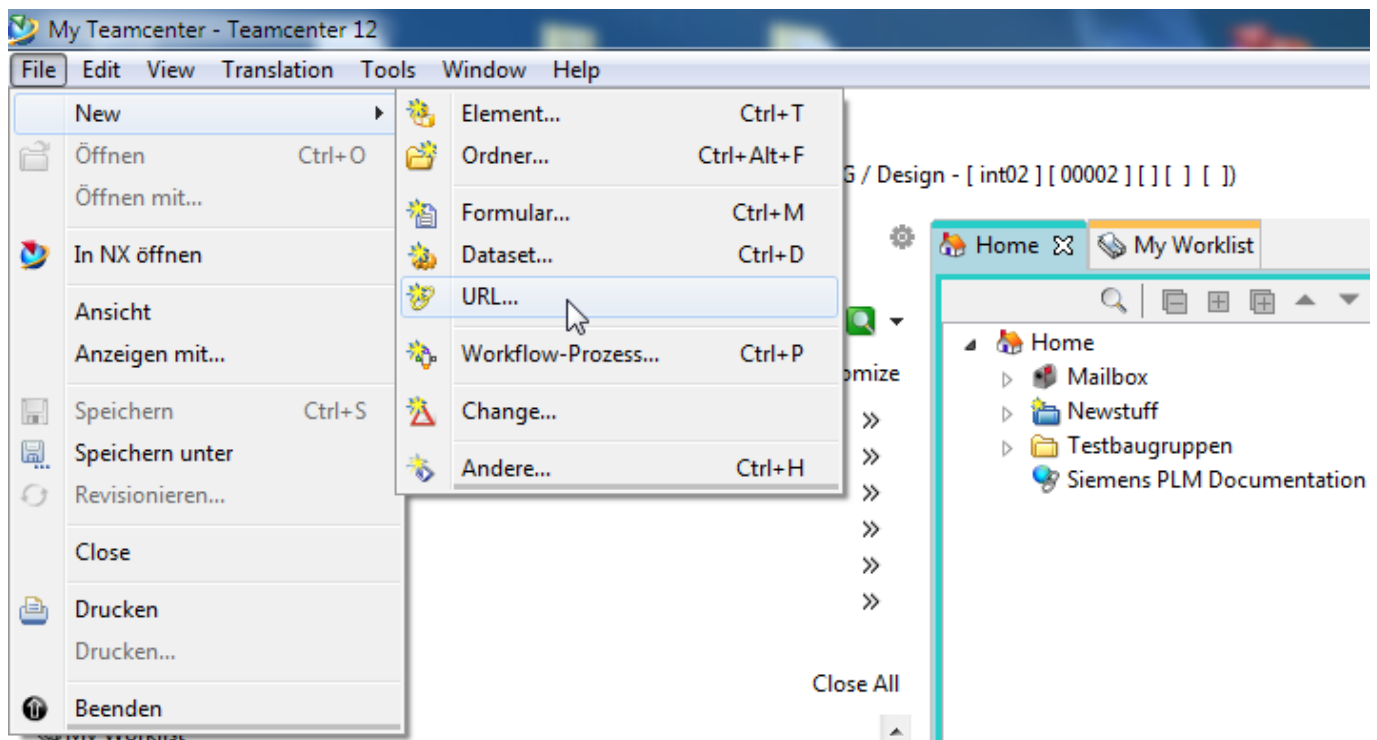 My Teamcenter - Teamcenter 12
File Edit View Translation Tools Window Help
New
Öffnen Ctrl+O
Öffnen mit...
In NX öffnen
Ansicht
Anzeigen mit...
Speichern Ctrl+S
Speichern unter
Revisionieren...
Close
Drucken
Drucken...
Beenden
My Worklist
Element... Ctrl+T
Ordner... Ctrl+Alt+F
Formular... Ctrl+M
Dataset... Ctrl+D
URL...
Workflow-Prozess... Ctrl+P
Change...
Andere... Ctrl+H
G / Design - [ int02 ] [ 00002 ] [ ] [ ] [ ])
omize
Close All
Home My Worklist
Home
Mailbox
Newstuff
Testbaugruppen
Siemens PLM Documentation